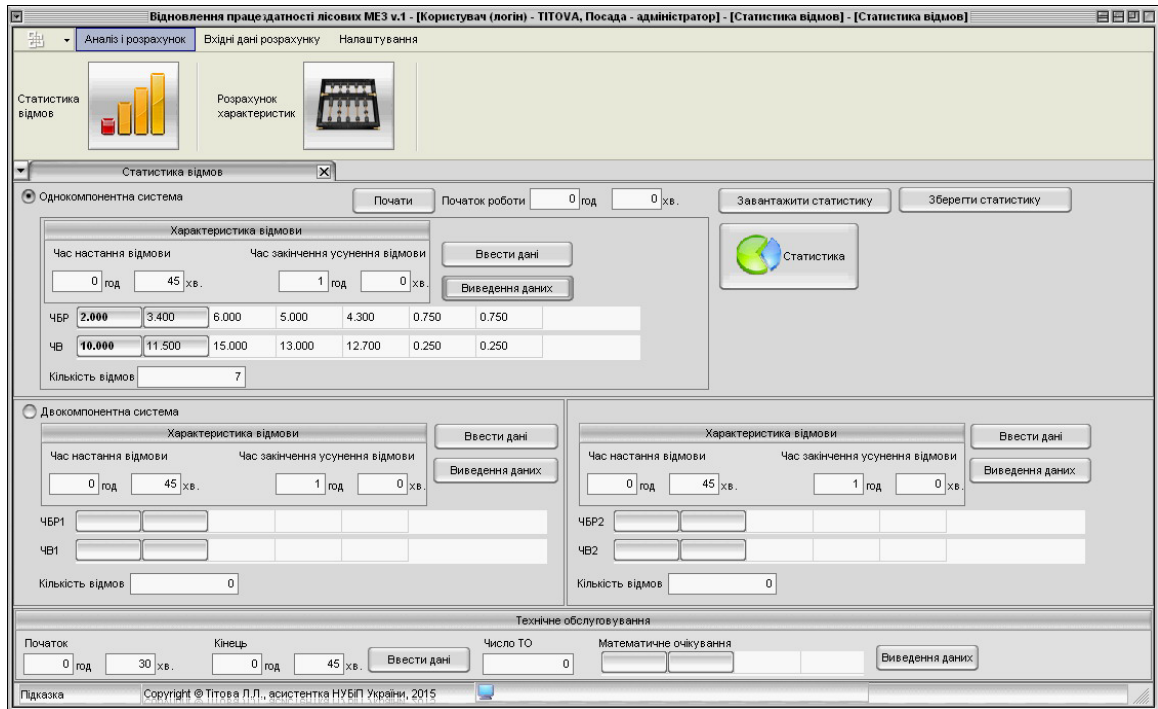 Відновлення працездатності лісових МЕЗ v.1 - [Користувач (логін) - TITOVA, Посада - адміністратор] - [Статистика відмов] - [Статистика відмов]
Аналіз і розрахунок Вхідні дані розрахунку Налаштування
Статистика відмов Розрахунок характеристик
Статистика відмов
Однокомпонентна система Почати Початок роботи 0 год 0 хв. Завантажити статистику Зберегти статистику
Характеристика відмови
Час настання відмови Час закінчення усунення відмови Ввести дані Статистика
0 год 45 хв. 1 год 0 хв. Виведення даних
ЧБР 2.000 3.400 6.000 5.000 4.300 0.750 0.750
ЧВ 10.000 11.500 15.000 13.000 12.700 0.250 0.250
Кількість відмов 7
Двокомпонентна система
Характеристика відмови Ввести дані Характеристика відмови Ввести дані
Час настання відмови Час закінчення усунення відмови Виведення даних Час настання відмови Час закінчення усунення відмови Виведення даних
0 год 45 хв. 1 год 0 хв. 0 год 45 хв. 1 год 0 хв.
ЧБР1 ЧБР2
ЧВ1 ЧВ2
Кількість відмов 0 Кількість відмов 0
Технічне обслуговування
Початок Кінець Число ТО Математичне очікування
0 год 30 хв. 0 год 45 хв. Ввести дані 0 Виведення даних
Підказка Copyright © Тітова Л.Л., асистентка НУБіП України, 2015